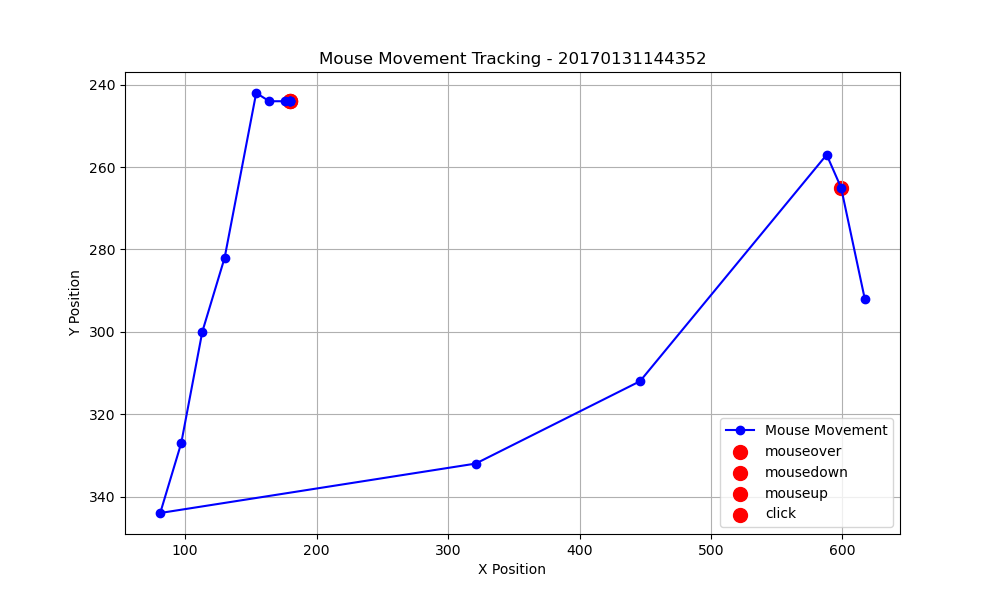 Mouse Movement Tracking - 20170131144352
240
260
280
300
320
340
Y Position
100
200
300
400
500
600
X Position
Mouse Movement
mouseover
mousedown
mouseup
click